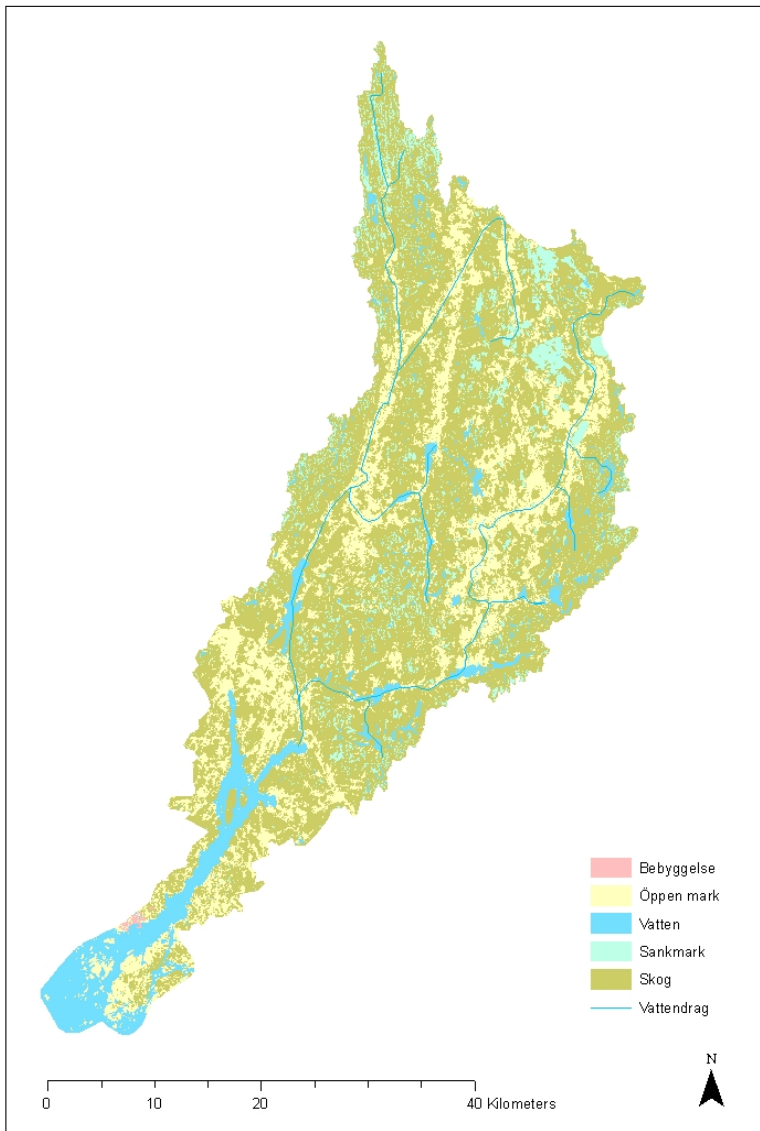 Bebyggelse
Öppen mark
Vatten
Sankmark
Skog
Vattendrag
N
0 10 20 40 Kilometers